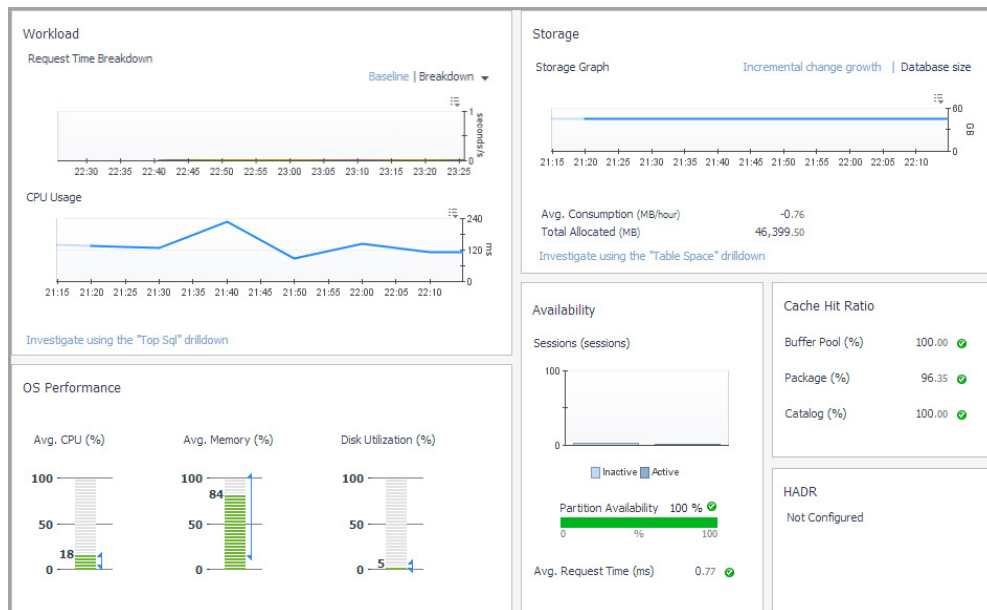 Workload
Request Time Breakdown
Baseline | Breakdown
1
seconds/s
0
22:30 22:35 22:40 22:45 22:50 22:55 23:00 23:05 23:10 23:15 23:20 23:25
CPU Usage
240
120
ms
0
21:15 21:20 21:30 21:35 21:40 21:45 21:50 21:55 22:00 22:05 22:10
Investigate using the "Top Sql" drilldown
Storage
Storage Graph
Incremental change growth | Database size
60
GB
0
21:15 21:20 21:25 21:30 21:35 21:40 21:45 21:50 21:55 22:00 22:05 22:10
Avg. Consumption (MB/hour) -0.76
Total Allocated (MB) 46,399.50
Investigate using the "Table Space" drilldown
OS Performance
Avg. CPU (%) Avg. Memory (%) Disk Utilization (%)
100 100 100
84
50 50 50
18 5
0 0 0
Availability
Sessions (sessions)
100
0
Inactive Active
Partition Availability 100 %
0 % 100
Avg. Request Time (ms) 0.77
Cache Hit Ratio
Buffer Pool (%) 100.00
Package (%) 96.35
Catalog (%) 100.00
HADR
Not Configured